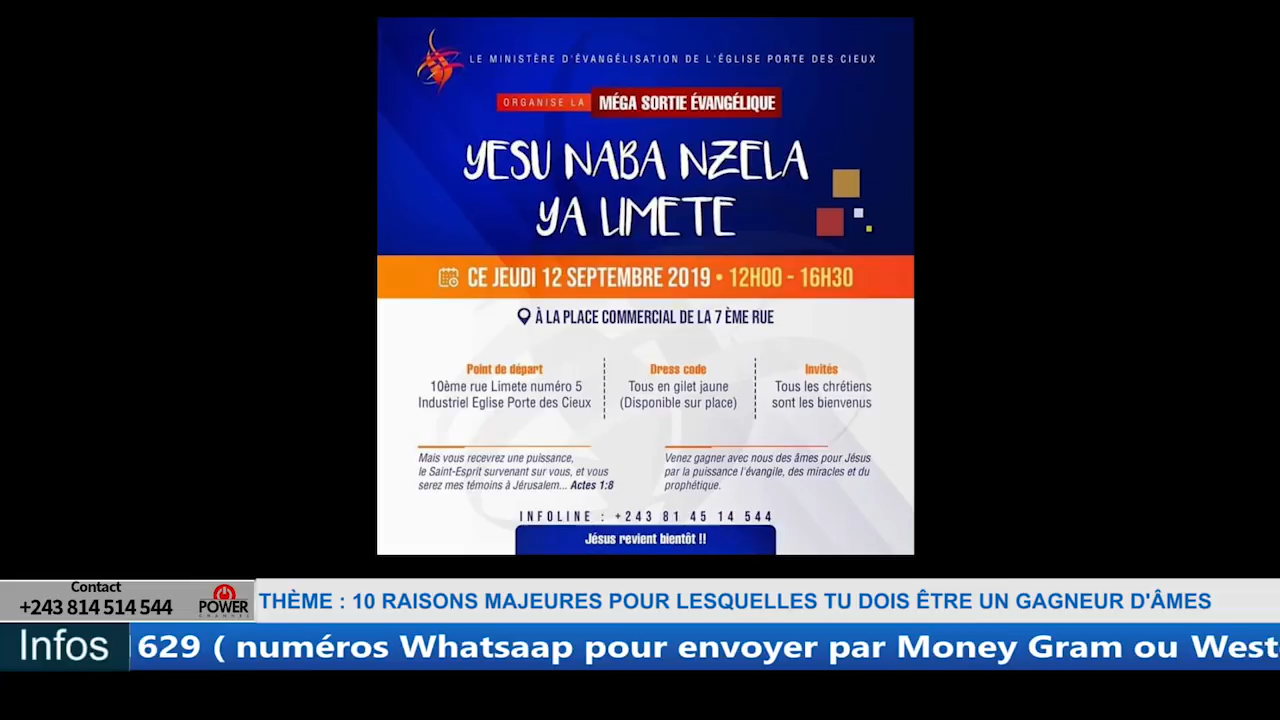 LE MINISTÈRE D'ÉVANGÉLISATION DE L'ÉGLISE PORTE DES CIEUX
ORGANISE LA MÉGA SORTIE ÉVANGÉLIQUE
YESU NABA NZELA
YA LIMETE
CE JEUDI 12 SEPTEMBRE 2019 • 12H00 - 16H30
À LA PLACE COMMERCIAL DE LA 7 ÈME RUE
Point de départ
10ème rue Limete numéro 5
Industriel Eglise Porte des Cieux
Dress code
Tous en gilet jaune
(Disponible sur place)
Invités
Tous les chrétiens
sont les bienvenus
Mais vous recevrez une puissance,
le Saint-Esprit survenant sur vous, et vous
serez mes témoins à Jérusalem... Actes 1:8
Venez gagner avec nous des âmes pour Jésus
par la puissance l'évangile, des miracles et du
prophétique.
INFOLINE : +243 81 45 14 544
Jésus revient bientôt !!
Contact
+243 814 514 544
POWER
CHANNEL
THÈME : 10 RAISONS MAJEURES POUR LESQUELLES TU DOIS ÊTRE UN GAGNEUR D'ÂMES
Infos
629 ( numéros Whatsaap pour envoyer par Money Gram ou West